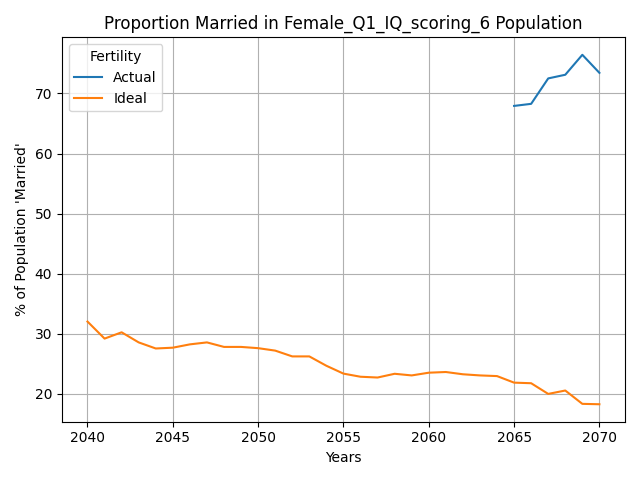 Proportion Married in Female_Q1_IQ_scoring_6 Population
Fertility
Actual
Ideal
% of Population 'Married'
70
60
50
40
30
20
2040 2045 2050 2055 2060 2065 2070
Years